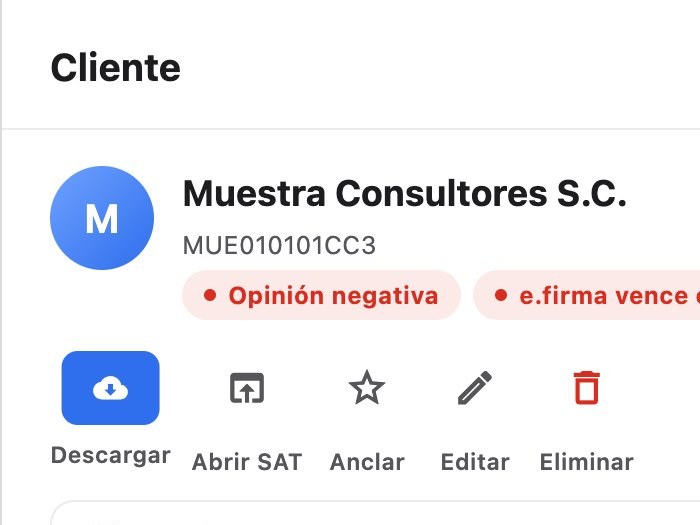 Cliente
M
Muestra Consultores S.C.
MUE010101CC3
Opinión negativa
e.firma vence
Descargar
Abrir SAT
Anclar
Editar
Eliminar